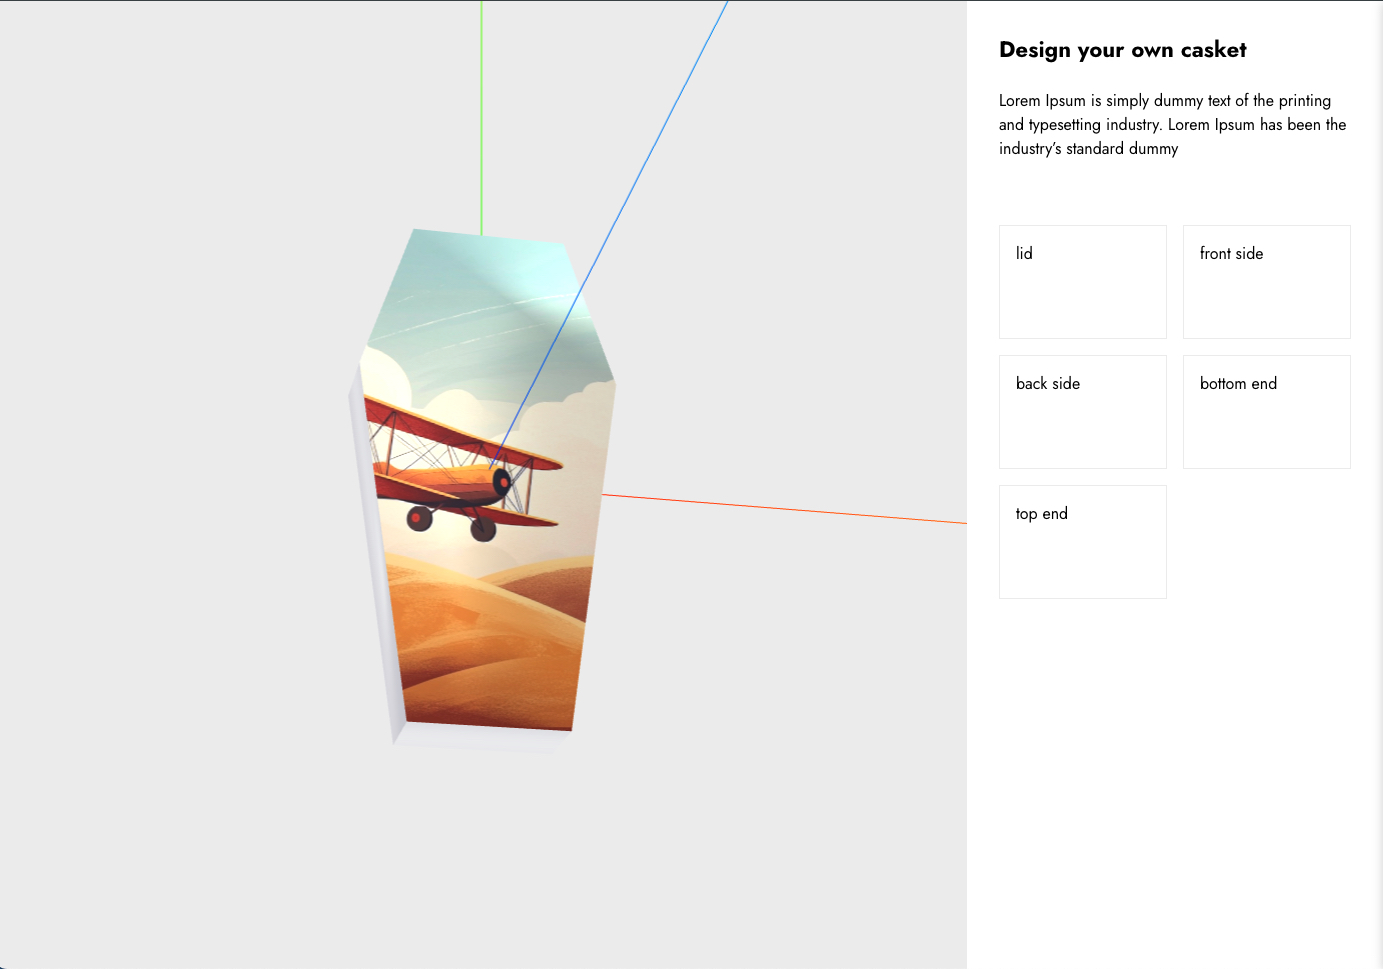 Design your own casket
Lorem Ipsum is simply dummy text of the printing
and typesetting industry. Lorem Ipsum has been the
industry's standard dummy
lid
front side
back side
bottom end
top end